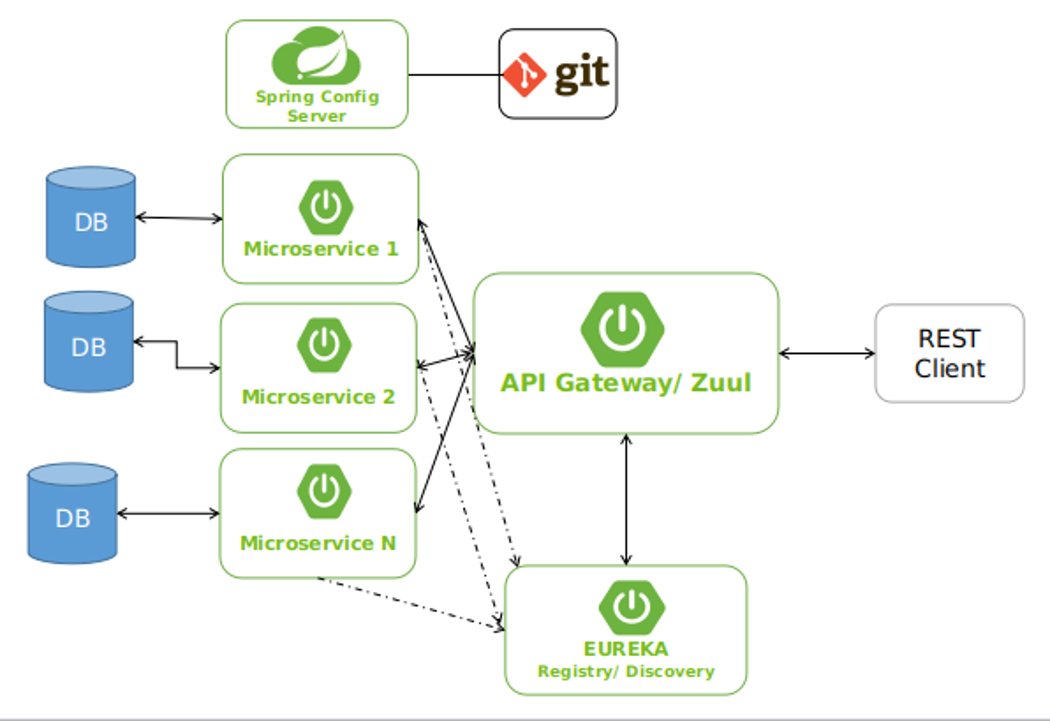 Spring Config
Server
git
DB
Microservice 1
DB
Microservice 2
API Gateway/ Zuul
REST
Client
DB
Microservice N
EUREKA
Registry/ Discovery